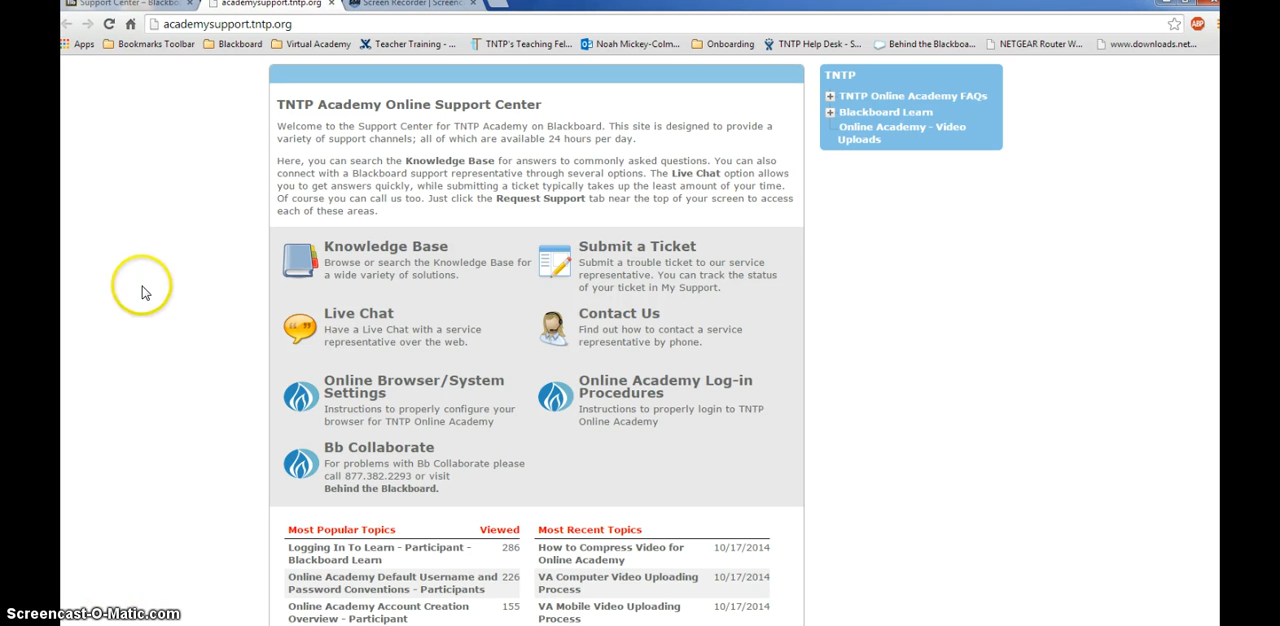 Support Center – Blackbo
academysupport.tntp.org
Screen Recorder | Screenc
academysupport.tntp.org
Apps
Bookmarks Toolbar
Blackboard
Virtual Academy
Teacher Training - ...
TNTP's Teaching Fel...
Noah Mickey-Colm...
Onboarding
TNTP Help Desk - S...
Behind the Blackboa...
NETGEAR Router W...
www.downloads.net...
ABP
TNTP Academy Online Support Center
Welcome to the Support Center for TNTP Academy on Blackboard. This site is designed to provide a
variety of support channels; all of which are available 24 hours per day.
Here, you can search the Knowledge Base for answers to commonly asked questions. You can also
connect with a Blackboard support representative through several options. The Live Chat option allows
you to get answers quickly, while submitting a ticket typically takes up the least amount of your time.
Of course you can call us too. Just click the Request Support tab near the top of your screen to access
each of these areas.
Knowledge Base
Browse or search the Knowledge Base for
a wide variety of solutions.
Submit a Ticket
Submit a trouble ticket to our service
representative. You can track the status
of your ticket in My Support.
Live Chat
Have a Live Chat with a service
representative over the web.
Contact Us
Find out how to contact a service
representative by phone.
Online Browser/System
Settings
Instructions to properly configure your
browser for TNTP Online Academy
Online Academy Log-in
Procedures
Instructions to properly login to TNTP
Online Academy
Bb Collaborate
For problems with Bb Collaborate please
call 877.382.2293 or visit
Behind the Blackboard.
Most Popular Topics Viewed
Logging In To Learn - Participant - 286
Blackboard Learn
Online Academy Default Username and 226
Password Conventions - Participants
Online Academy Account Creation 155
Overview - Participant
Most Recent Topics
How to Compress Video for 10/17/2014
Online Academy
VA Computer Video Uploading 10/17/2014
Process
VA Mobile Video Uploading 10/17/2014
Process
TNTP
TNTP Online Academy FAQs
Blackboard Learn
Online Academy - Video
Uploads
Screencast-O-Matic.com